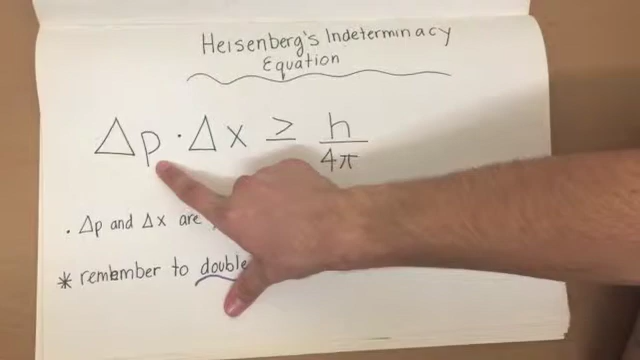 Heisenberg's Indeterminacy
Equation
Δp · Δx ≥ h/4π
. Δp and Δx are
* remember to double